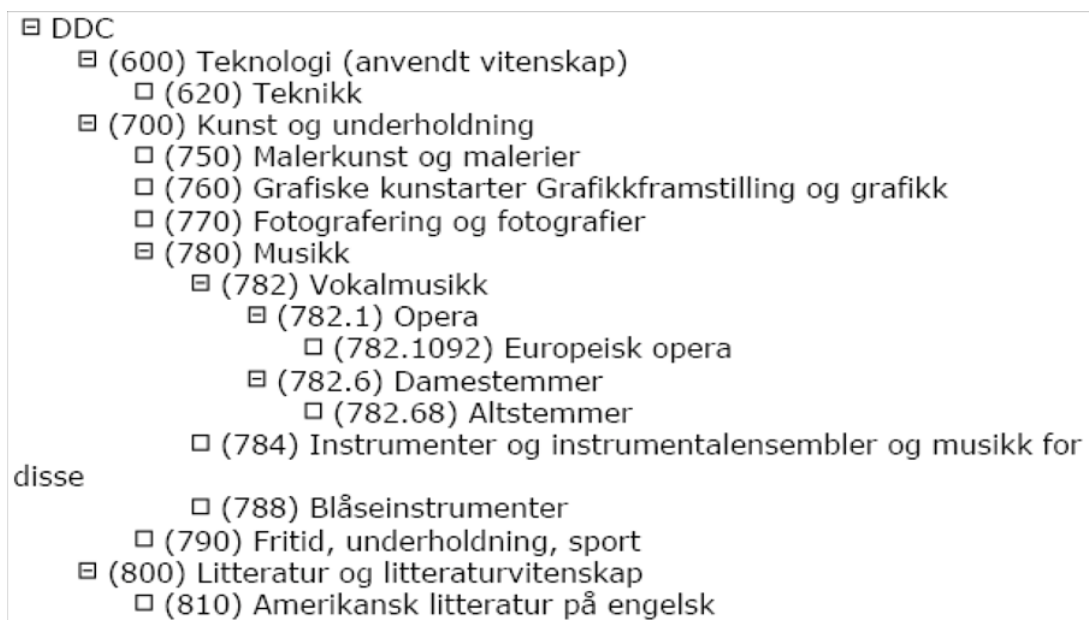 DDC
(600) Teknologi (anvendt vitenskap)
(620) Teknikk
(700) Kunst og underholdning
(750) Malerkunst og malerier
(760) Grafiske kunstarter Grafikkframstilling og grafikk
(770) Fotografering og fotografier
(780) Musikk
(782) Vokalmusikk
(782.1) Opera
(782.1092) Europeisk opera
(782.6) Damestemmer
(782.68) Altstemmer
(784) Instrumenter og instrumentalensembler og musikk for
disse
(788) Blåseinstrumenter
(790) Fritid, underholdning, sport
(800) Litteratur og litteraturvitenskap
(810) Amerikansk litteratur på engelsk